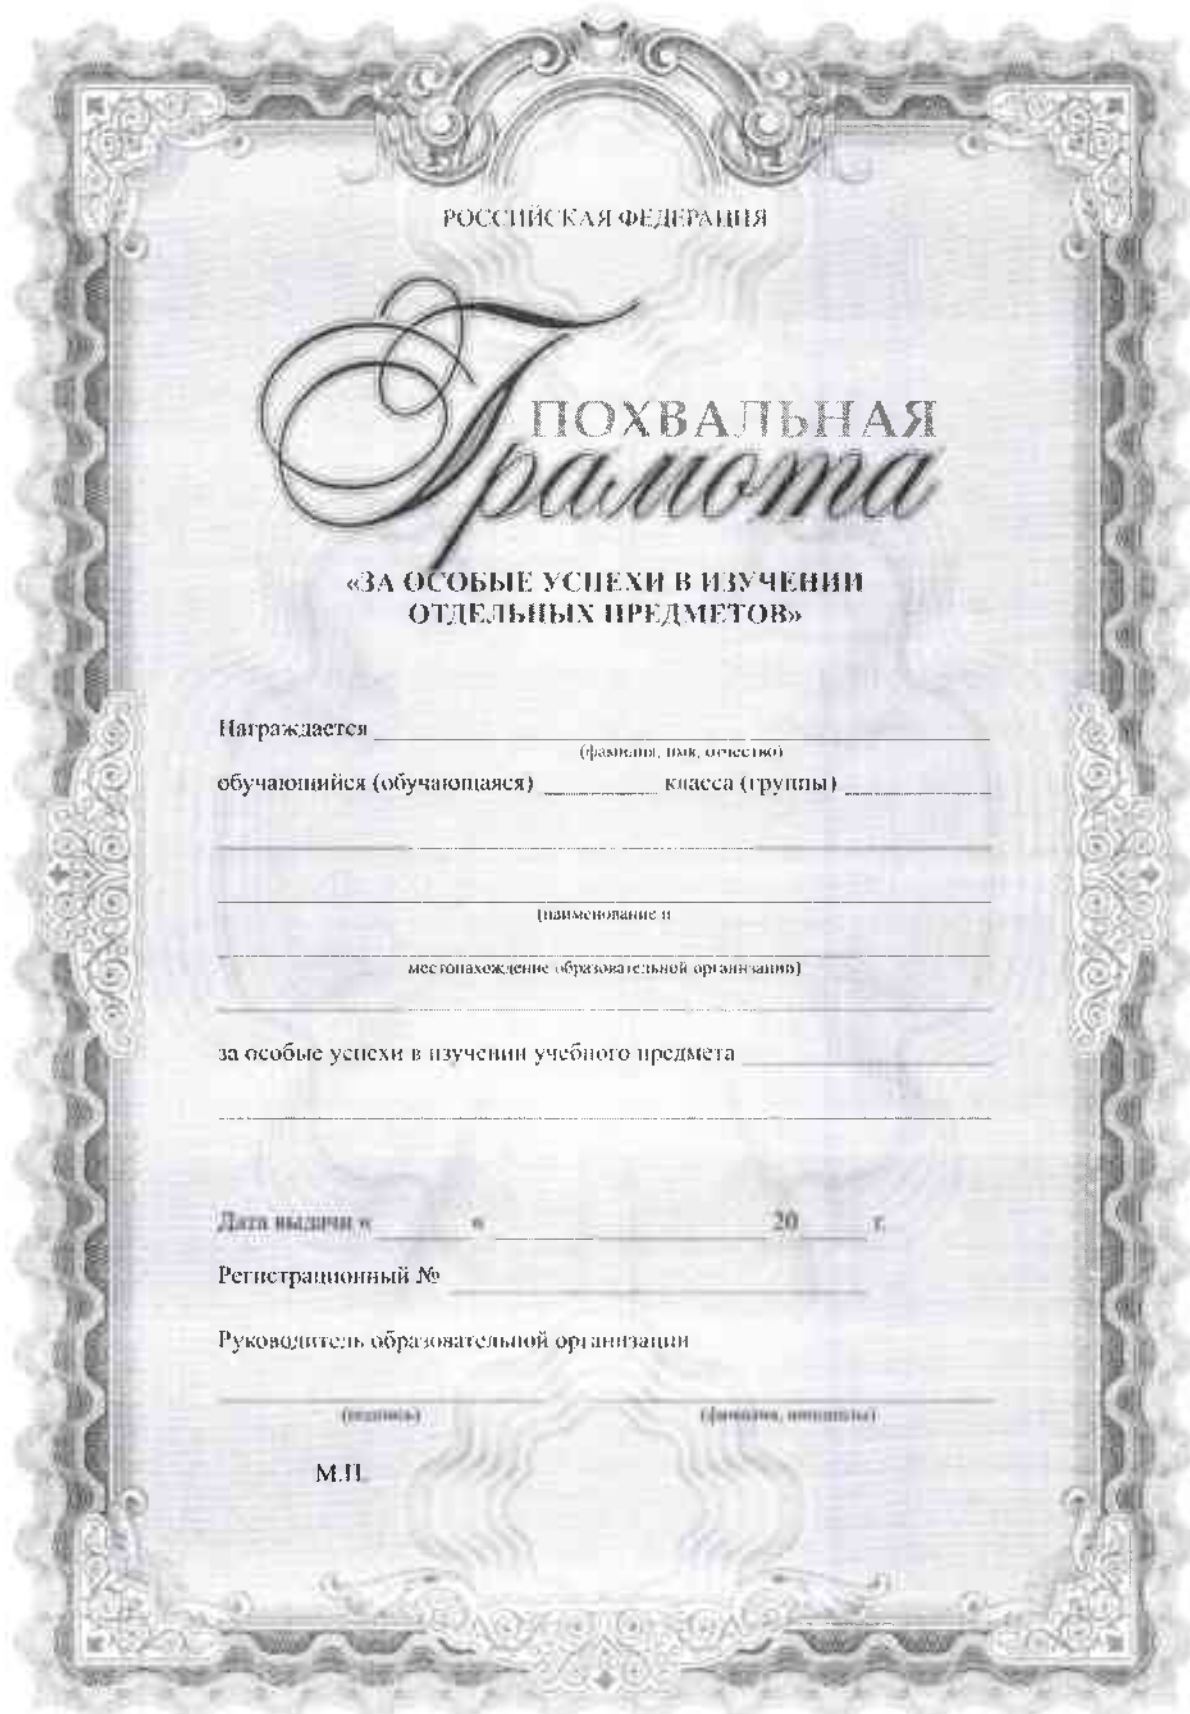 РОССИЙСКАЯ ФЕДЕРАЦИЯ
ПОХВАЛЬНАЯ
Грамота
«ЗА ОСОБЫЕ УСПЕХИ В ИЗУЧЕНИИ
ОТДЕЛЬНЫХ ПРЕДМЕТОВ»
Награждается
(фамилия, имя, отчество)
обучающийся (обучающаяся) класса (группы)
(наименование и
местонахождение образовательной организации)
за особые успехи в изучении учебного предмета
Дата выдачи « « 20 г.
Регистрационный №
Руководитель образовательной организации
(подпись) (фамилия, инициалы)
М.П.